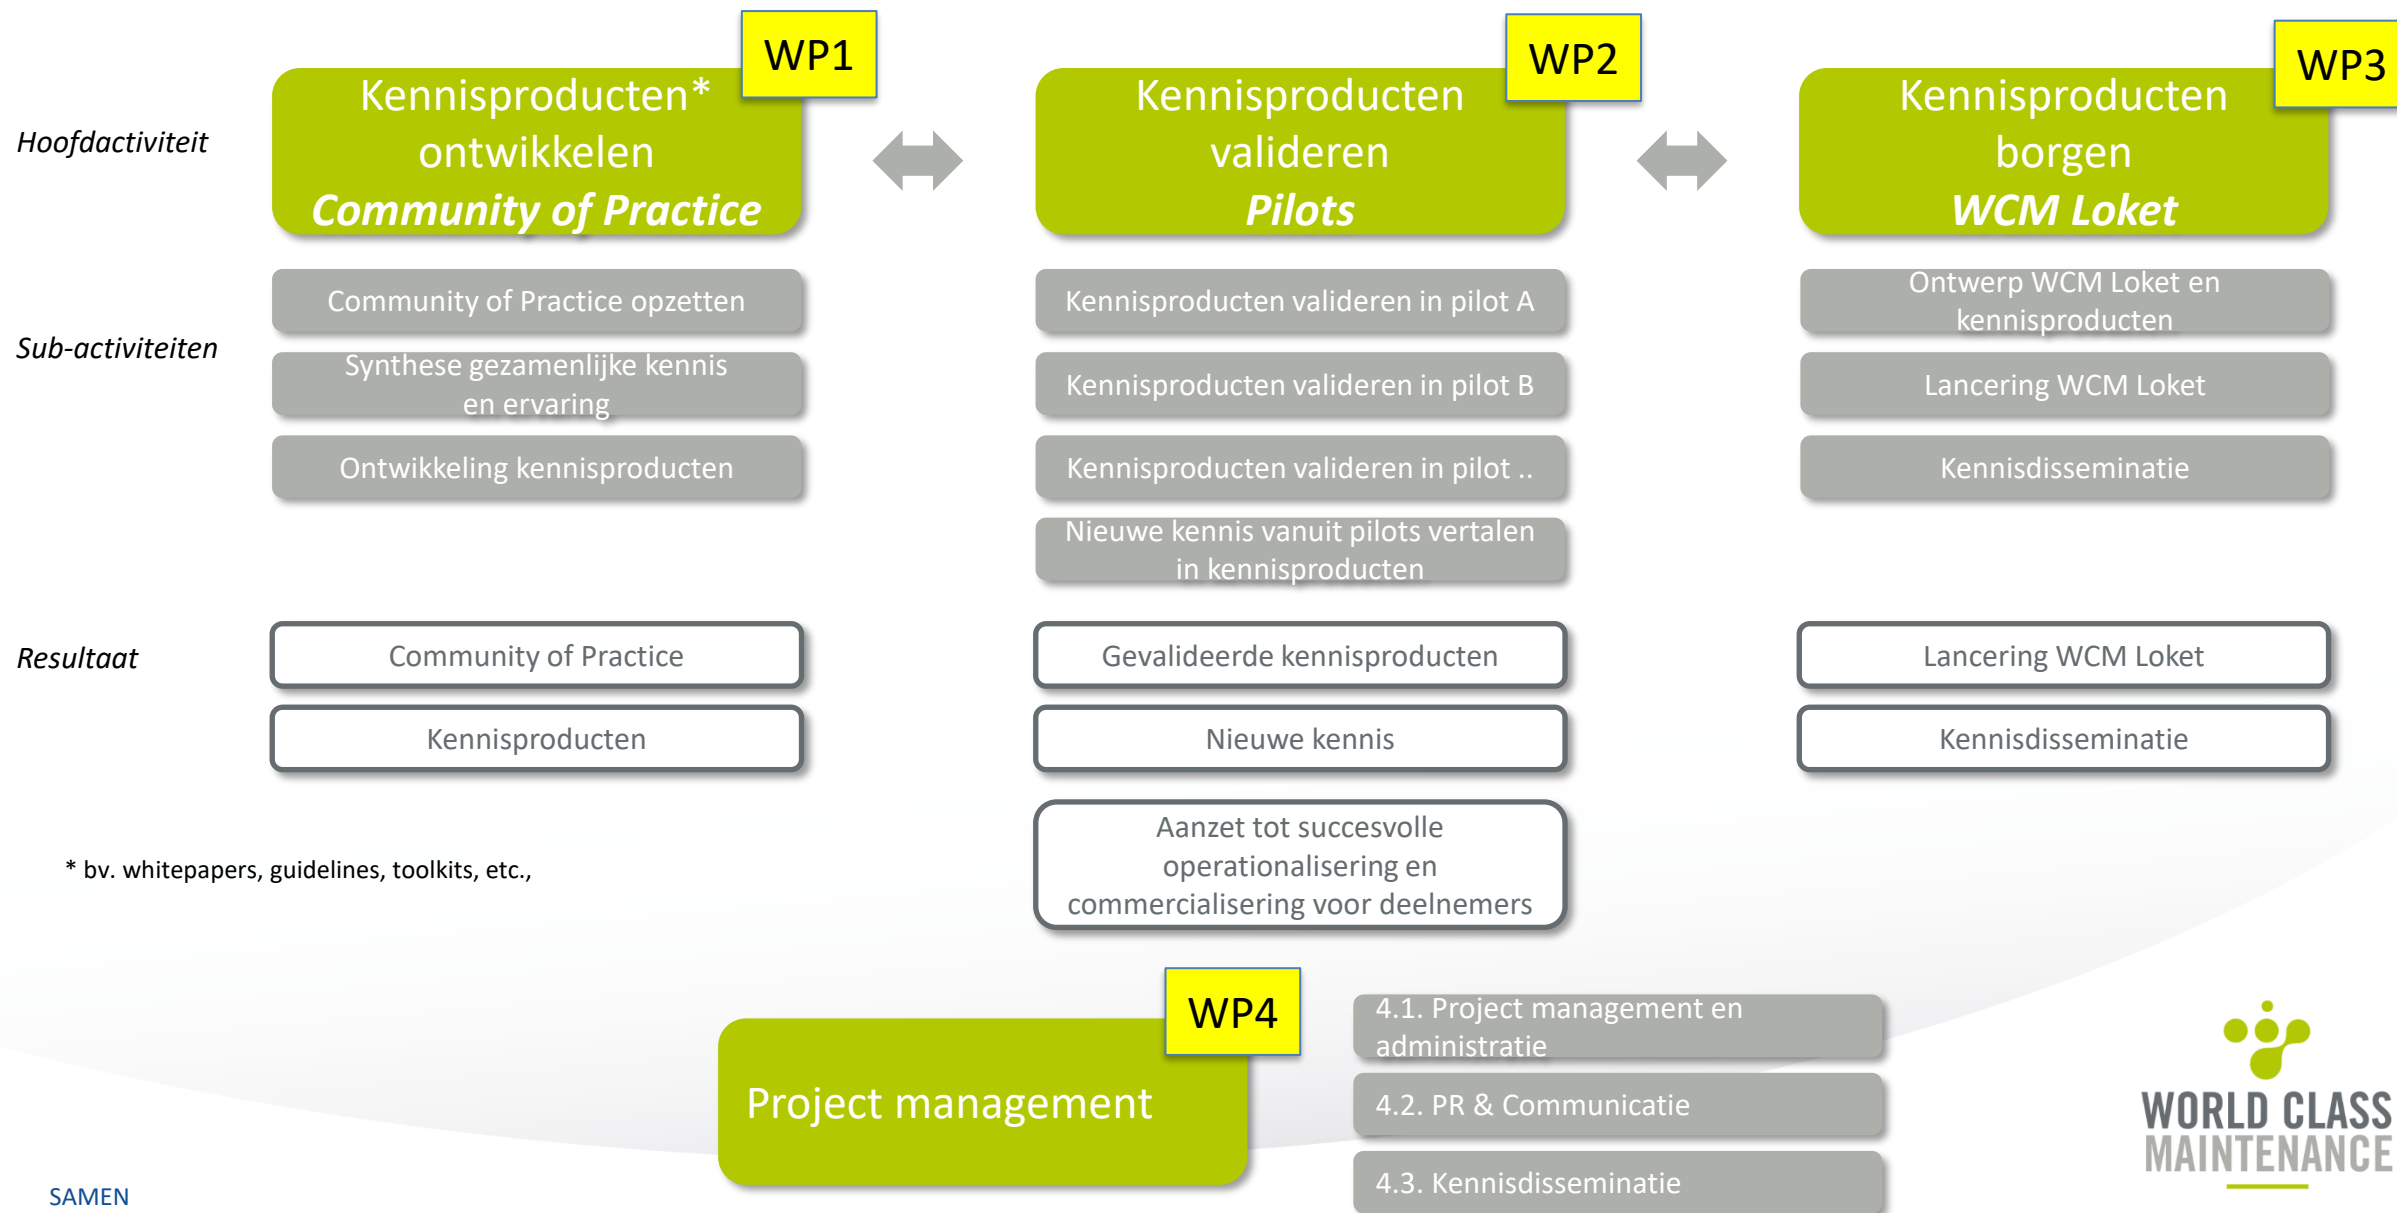 WP1
WP2
WP3
Hoofdactiviteit
Kennisproducten*
ontwikkelen
Community of Practice
Kennisproducten
valideren
Pilots
Kennisproducten
borgen
WCM Loket
Sub-activiteiten
Community of Practice opzetten
Synthese gezamenlijke kennis
en ervaring
Ontwikkeling kennisproducten
Kennisproducten valideren in pilot A
Kennisproducten valideren in pilot B
Kennisproducten valideren in pilot ..
Nieuwe kennis vanuit pilots vertalen
in kennisproducten
Ontwerp WCM Loket en
kennisproducten
Lancering WCM Loket
Kennisdisseminatie
Resultaat
Community of Practice
Kennisproducten
Gevalideerde kennisproducten
Nieuwe kennis
Aanzet tot succesvolle
operationalisering en
commercialisering voor deelnemers
Lancering WCM Loket
Kennisdisseminatie
* bv. whitepapers, guidelines, toolkits, etc.,
WP4
Project management
4.1. Project management en
administratie
4.2. PR & Communicatie
4.3. Kennisdisseminatie
WORLD CLASS
MAINTENANCE
SAMEN